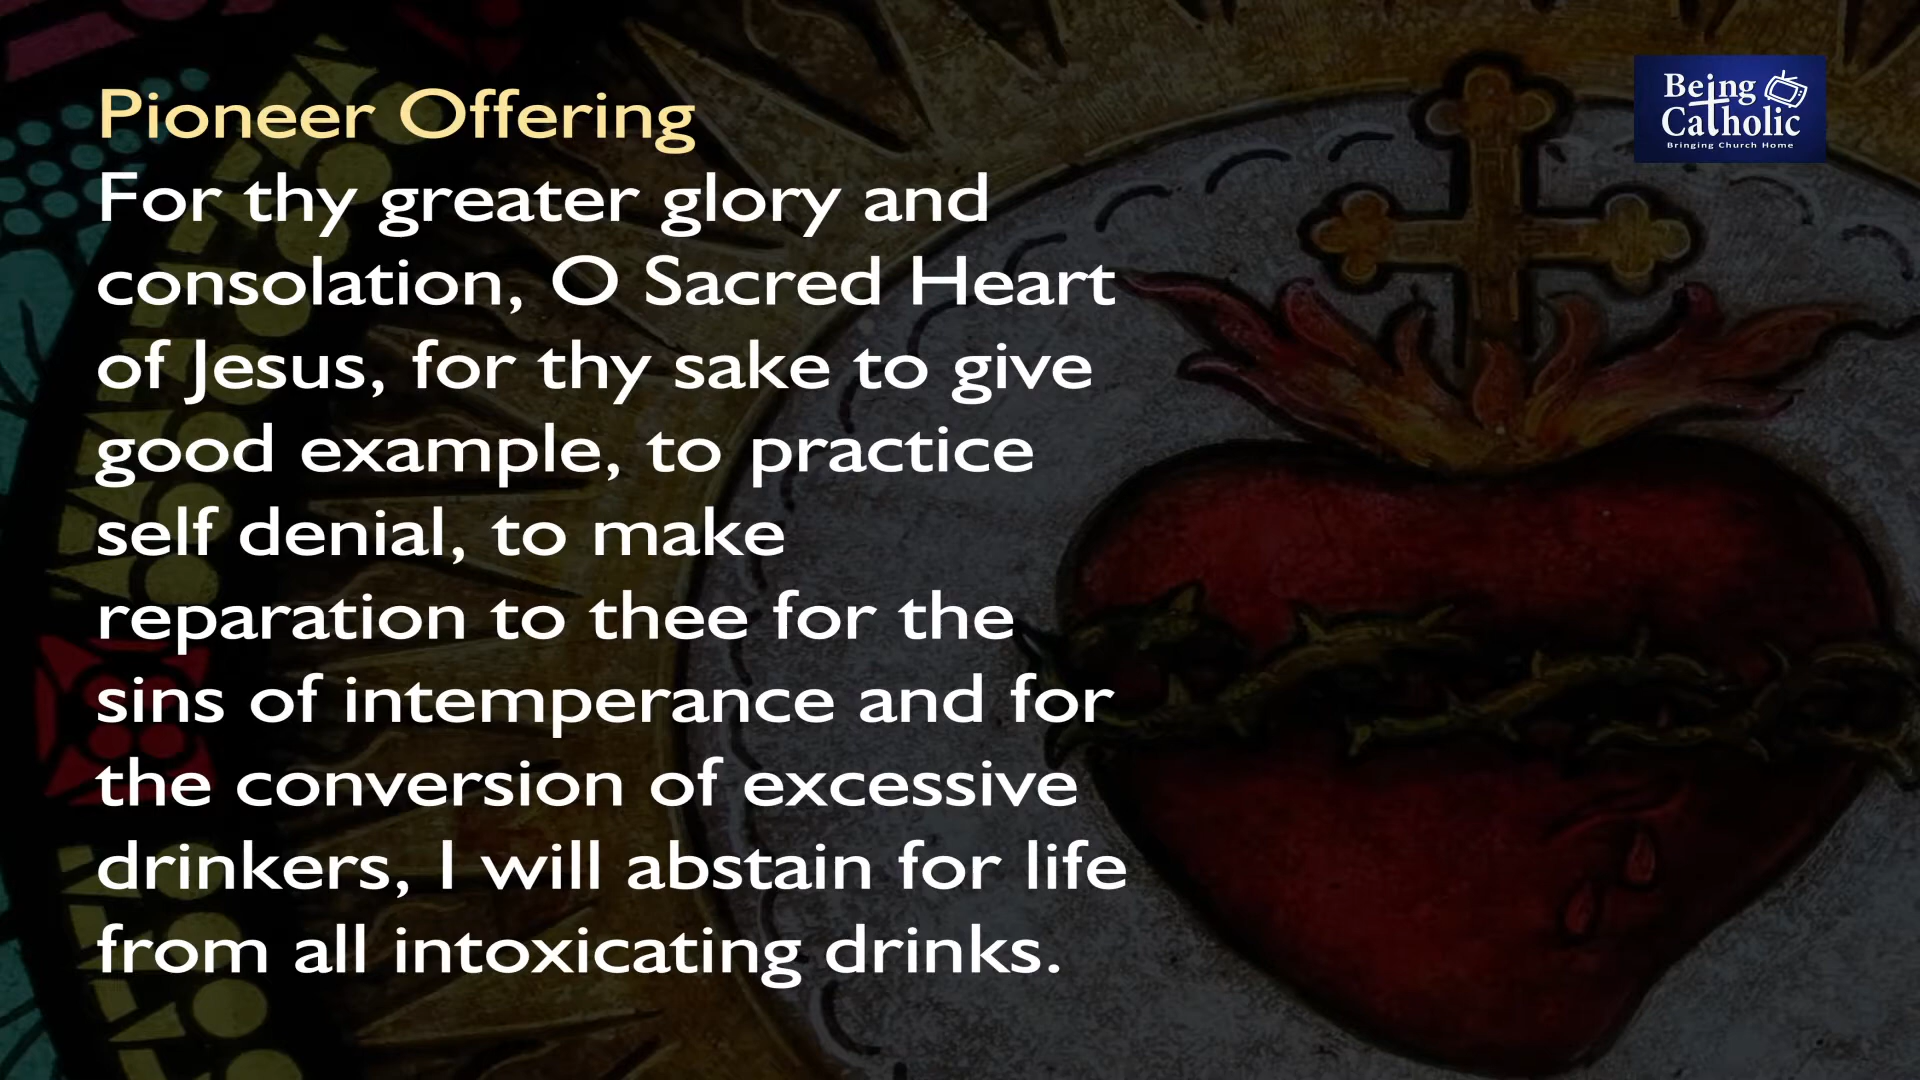 Pioneer Offering
For thy greater glory and
consolation, O Sacred Heart
of Jesus, for thy sake to give
good example, to practice
self denial, to make
reparation to thee for the
sins of intemperance and for
the conversion of excessive
drinkers, I will abstain for life
from all intoxicating drinks.
Being
Catholic
Bringing Church Home